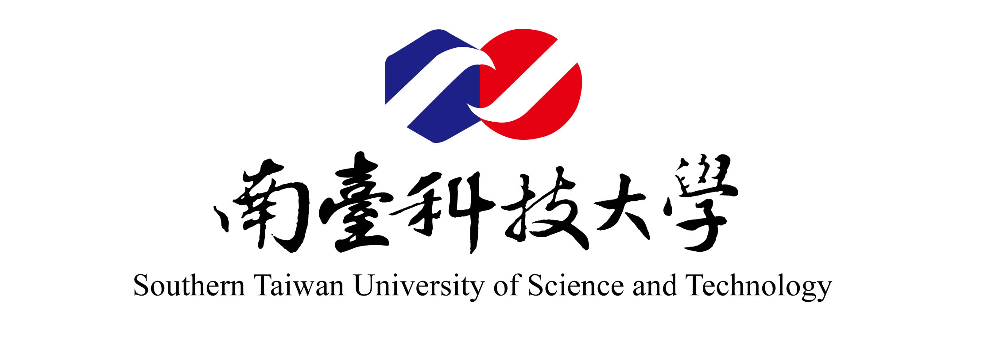 南臺科技大學
Southern Taiwan University of Science and Technology